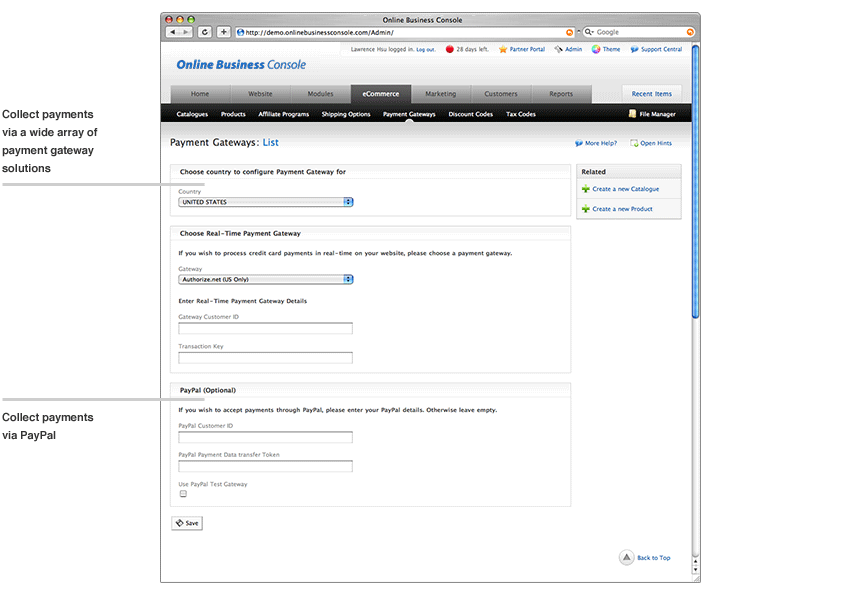 Online Business Console
http://demo.onlinebusinessconsole.com/Admin/
Google
Lawrence Hsu logged in. Log out.
28 days left.
Partner Portal
Admin
Theme
Support Central
Online Business Console
Home
Website
Modules
eCommerce
Marketing
Customers
Reports
Recent Items
Catalogues
Products
Affiliate Programs
Shipping Options
Payment Gateways
Discount Codes
Tax Codes
File Manager
Collect payments
via a wide array of
payment gateway
solutions
Payment Gateways: List
More Help?
Open Hints
Choose country to configure Payment Gateway for
Country
UNITED STATES
Related
Create a new Catalogue
Create a new Product
Choose Real-Time Payment Gateway
If you wish to process credit card payments in real-time on your website, please choose a payment gateway.
Gateway
Authorize.net (US Only)
Enter Real-Time Payment Gateway Details
Gateway Customer ID
Transaction Key
Collect payments
via PayPal
PayPal (Optional)
If you wish to accept payments through PayPal, please enter your PayPal details. Otherwise leave empty.
PayPal Customer ID
PayPal Payment Data transfer Token
Use PayPal Test Gateway
Save
Back to Top